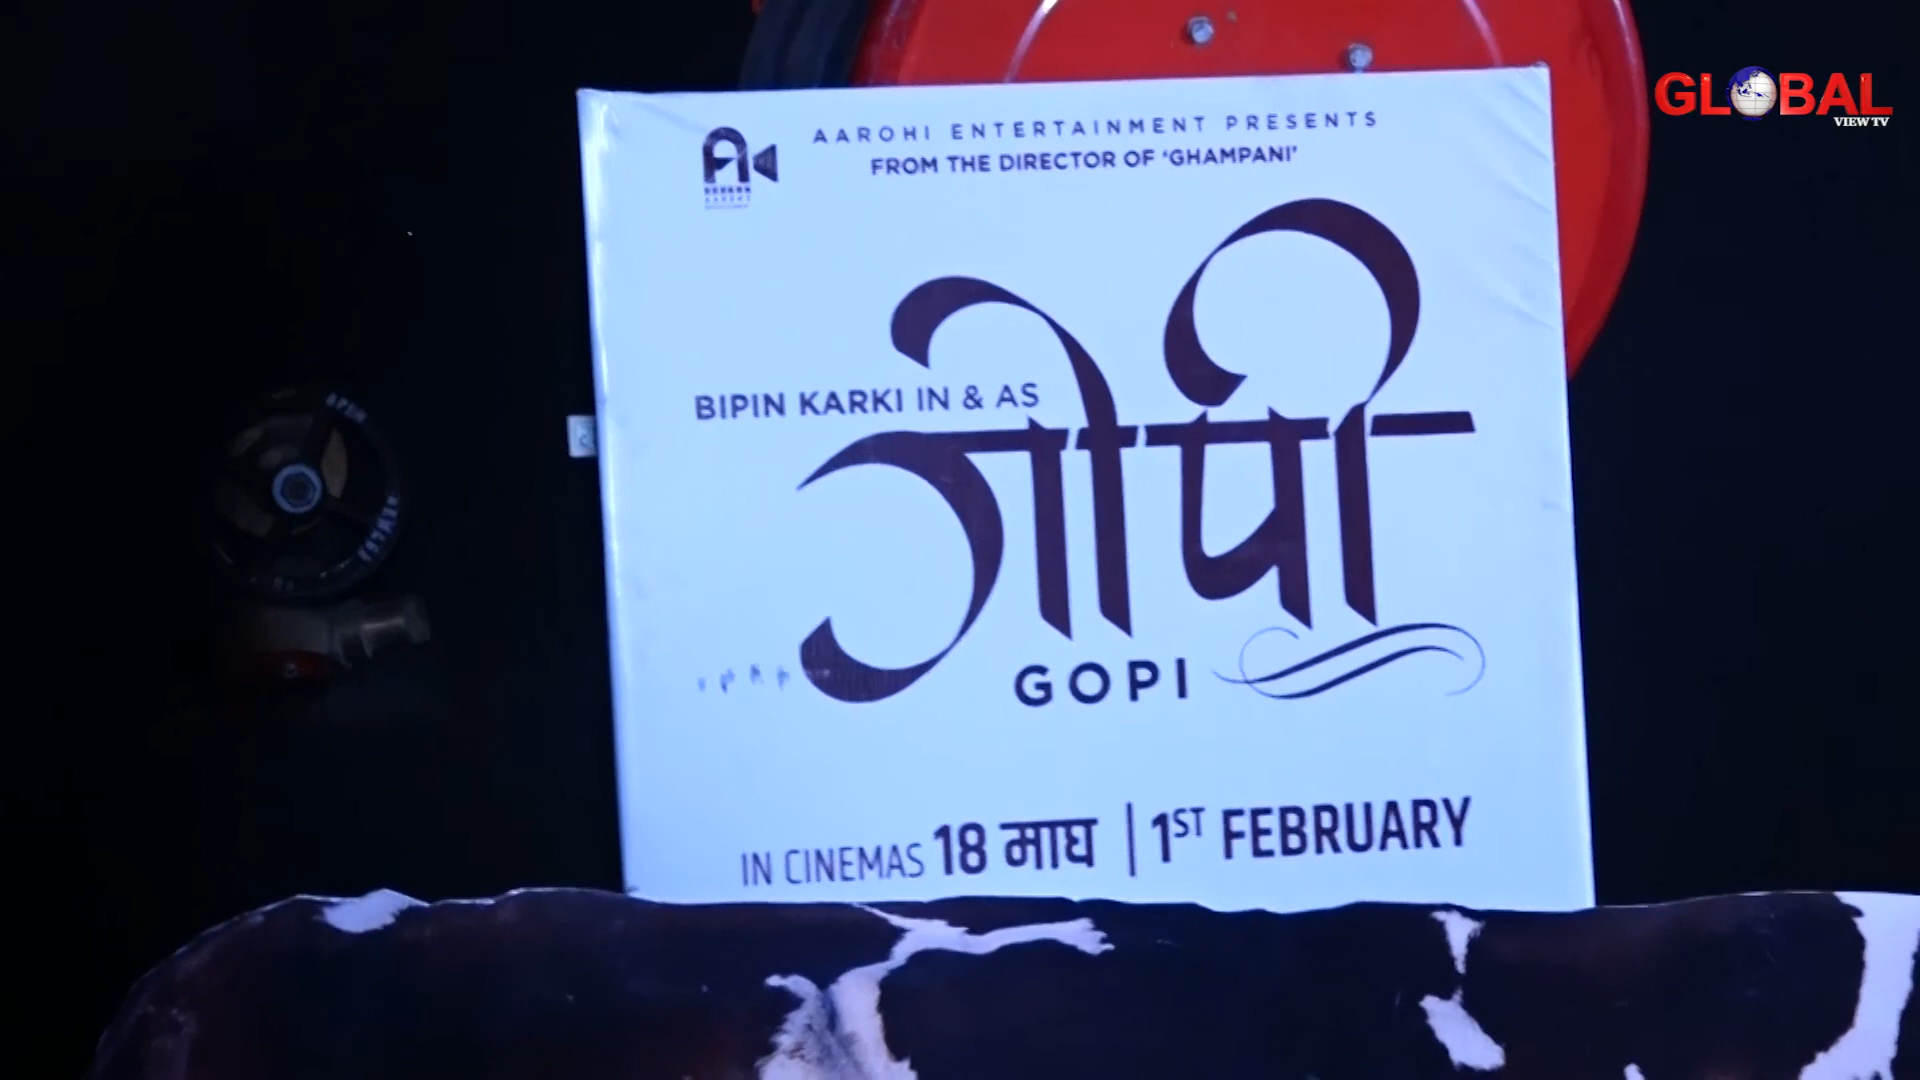 GLOBAL
VIEW TV
AAROHI ENTERTAINMENT PRESENTS
FROM THE DIRECTOR OF ‘GHAMPANI’
BIPIN KARKI IN & AS
गोपी
GOPI
IN CINEMAS 18 माघ | 1ST FEBRUARY